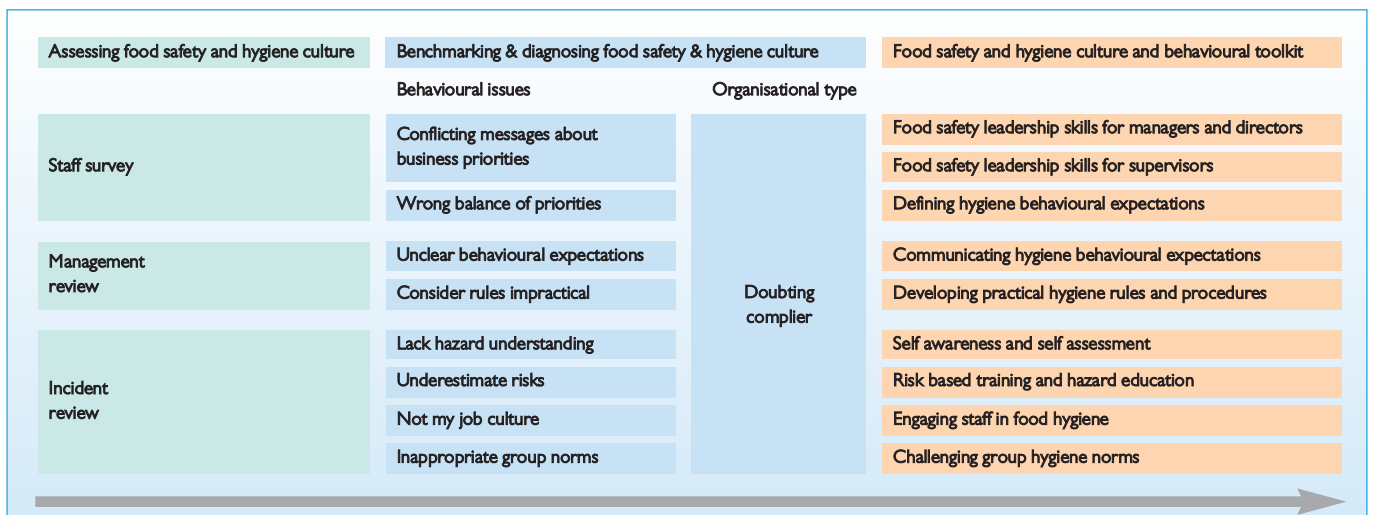 Assessing food safety and hygiene culture
Benchmarking & diagnosing food safety & hygiene culture
Food safety and hygiene culture and behavioural toolkit
Behavioural issues
Organisational type
Staff survey
Management
review
Incident
review
Conflicting messages about
business priorities
Wrong balance of priorities
Unclear behavioural expectations
Consider rules impractical
Lack hazard understanding
Underestimate risks
Not my job culture
Inappropriate group norms
Doubting
complier
Food safety leadership skills for managers and directors
Food safety leadership skills for supervisors
Defining hygiene behavioural expectations
Communicating hygiene behavioural expectations
Developing practical hygiene rules and procedures
Self awareness and self assessment
Risk based training and hazard education
Engaging staff in food hygiene
Challenging group hygiene norms